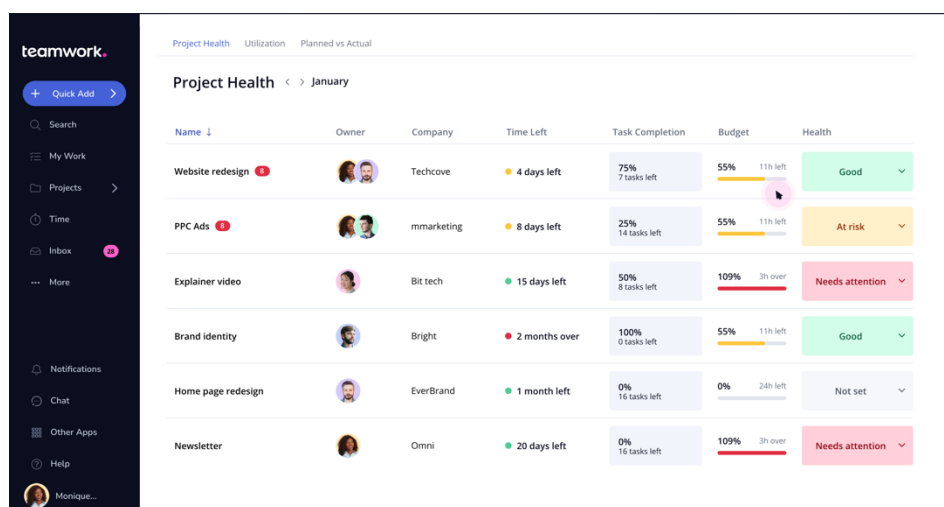 teamwork.
Quick Add
Search
My Work
Projects
Time
Inbox 28
More
Notifications
Chat
Other Apps
Help
Monique...
Project Health Utilization Planned vs Actual
Project Health < > January
Name ↓ Owner Company Time Left Task Completion Budget Health
Website redesign 8 Techcove 4 days left 75% 55% 11h left Good
7 tasks left
PPC Ads 8 mmarketing 8 days left 25% 55% 11h left At risk
14 tasks left
Explainer video Bit tech 15 days left 50% 109% 3h over Needs attention
8 tasks left
Brand identity Bright 2 months over 100% 55% 11h left Good
0 tasks left
Home page redesign EverBrand 1 month left 0% 0% 24h left Not set
16 tasks left
Newsletter Omni 20 days left 0% 109% 3h over Needs attention
16 tasks left